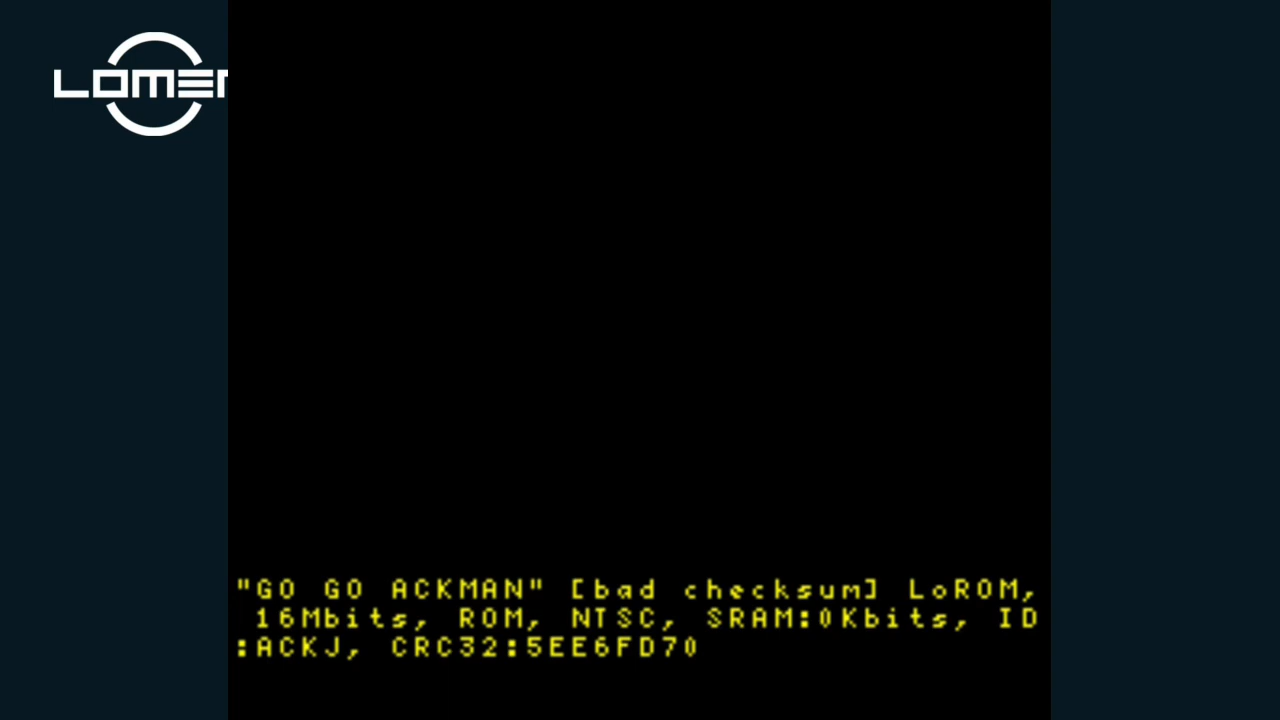 LOMEN
"GO GO ACKMAN" [bad checksum] LoROM,
16Mbits, ROM, NTSC, SRAM:0Kbits, ID
:ACKJ, CRC32:5EE6FD70